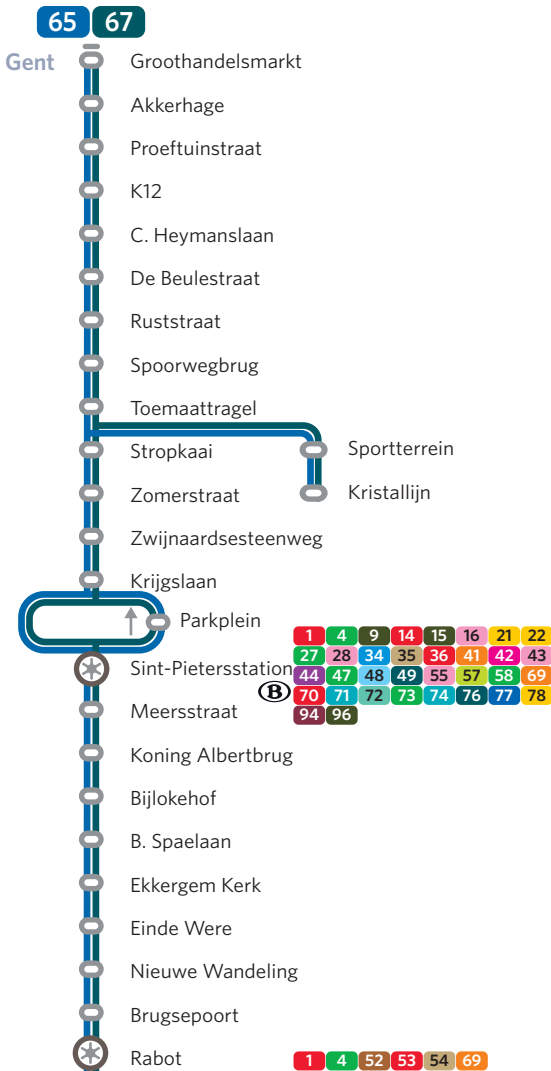 65 67
Gent Groothandelsmarkt
Akkerhage
Proeftuinstraat
K12
C. Heymanslaan
De Beulestraat
Ruststraat
Spoorwegbrug
Toemaattragel
Stropkaai Sportterrein
Zomerstraat Kristallijn
Zwijnaardsesteenweg
Krijgslaan
Parkplein
1 4 9 14 15 16 21 22
Sint-Pietersstation 27 28 34 35 36 41 42 43
44 47 48 49 55 57 58 69
B 70 71 72 73 74 76 77 78
Meersstraat 94 96
Koning Albertbrug
Bijlokehof
B. Spaelaan
Ekkergem Kerk
Einde Were
Nieuwe Wandeling
Brugsepoort
Rabot 1 4 52 53 54 69